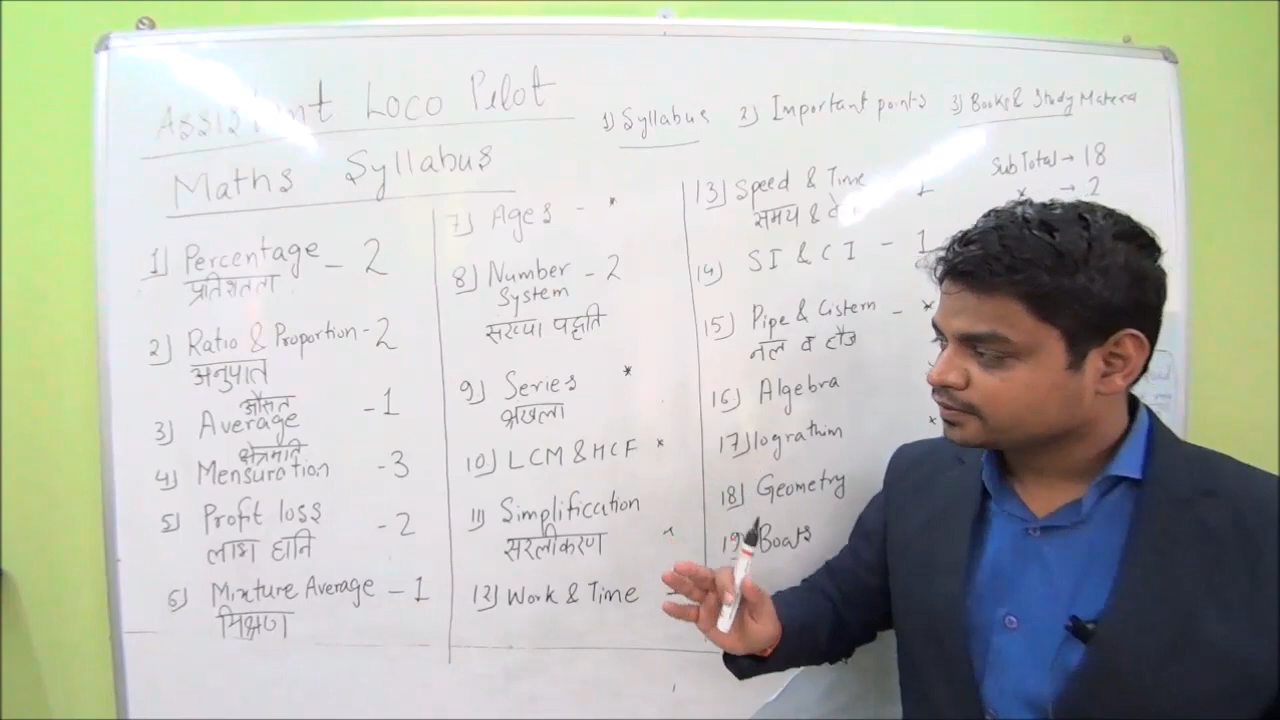 Assistant Loco Pilot
1) Syllabus 2) Important points 3) Books & Study Materia
Maths Syllabus
1) Percentage - 2
प्रतिशतता
2) Ratio & Proportion - 2
अनुपात
औसत
3) Average - 1
क्षेत्रमिति
4) Mensuration - 3
5) Profit loss - 2
लाभ हानि
6) Mixture Average - 1
मिश्रण
7) Ages - *
8) Number - 2
System
संख्या पद्दति
9) Series *
श्रृखला
10) LCM & HCF *
11) Simplification
सरलीकरण
12) Work & Time
13) Speed & Time
समय &
14) SI & CI - 1
15) Pipe & Cistern - *
नल व हौज
16) Algebra
17) lograthim *
18) Geometry
19) Boats
Sub Total → 18
* → 2